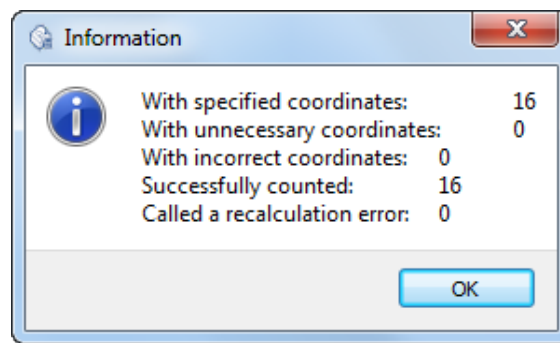 Information
With specified coordinates: 16
With unnecessary coordinates: 0
With incorrect coordinates: 0
Successfully counted: 16
Called a recalculation error: 0
OK